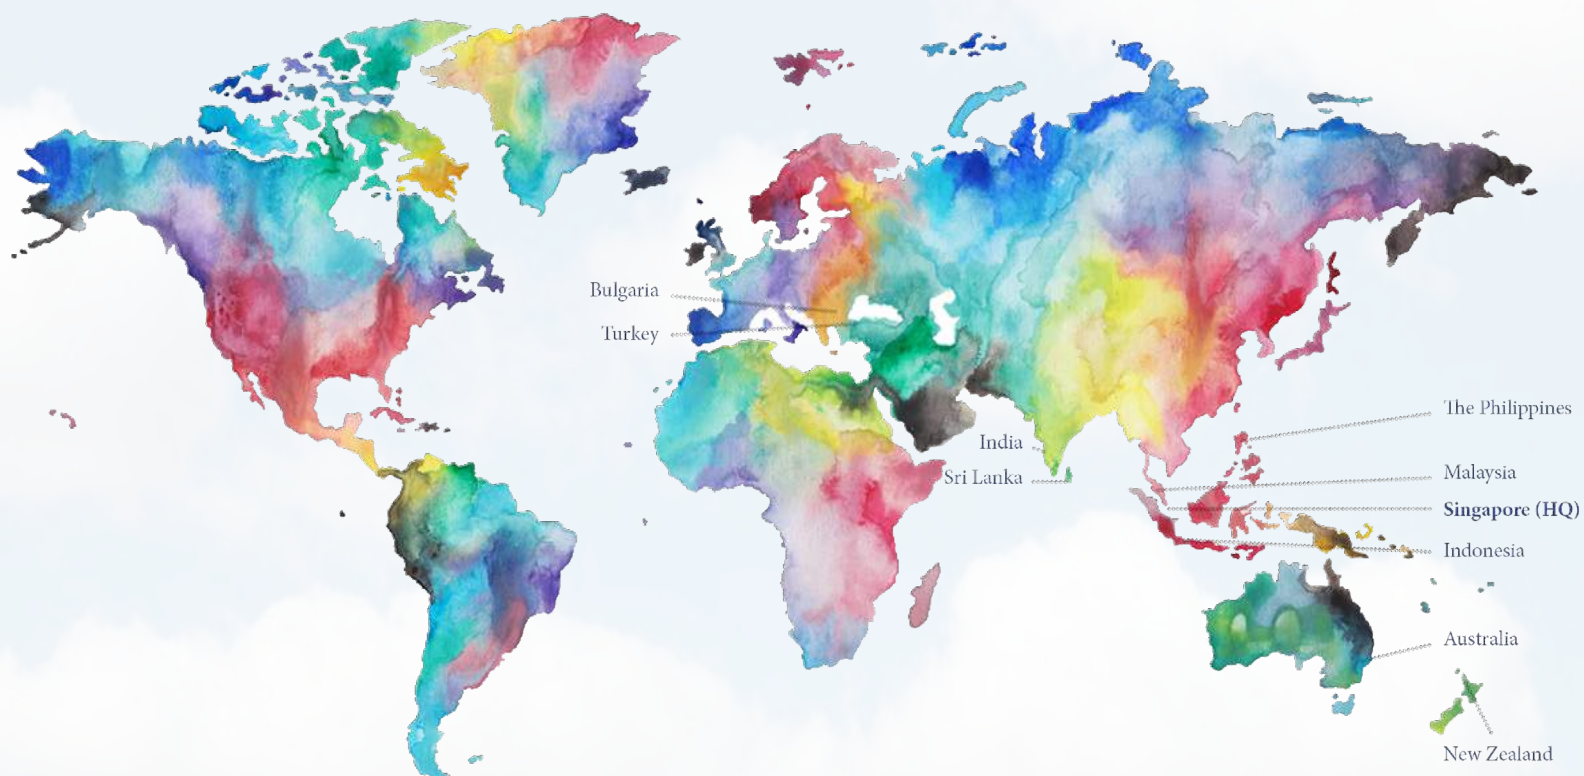 Bulgaria
Turkey
India
Sri Lanka
The Philippines
Malaysia
Singapore (HQ)
Indonesia
Australia
New Zealand